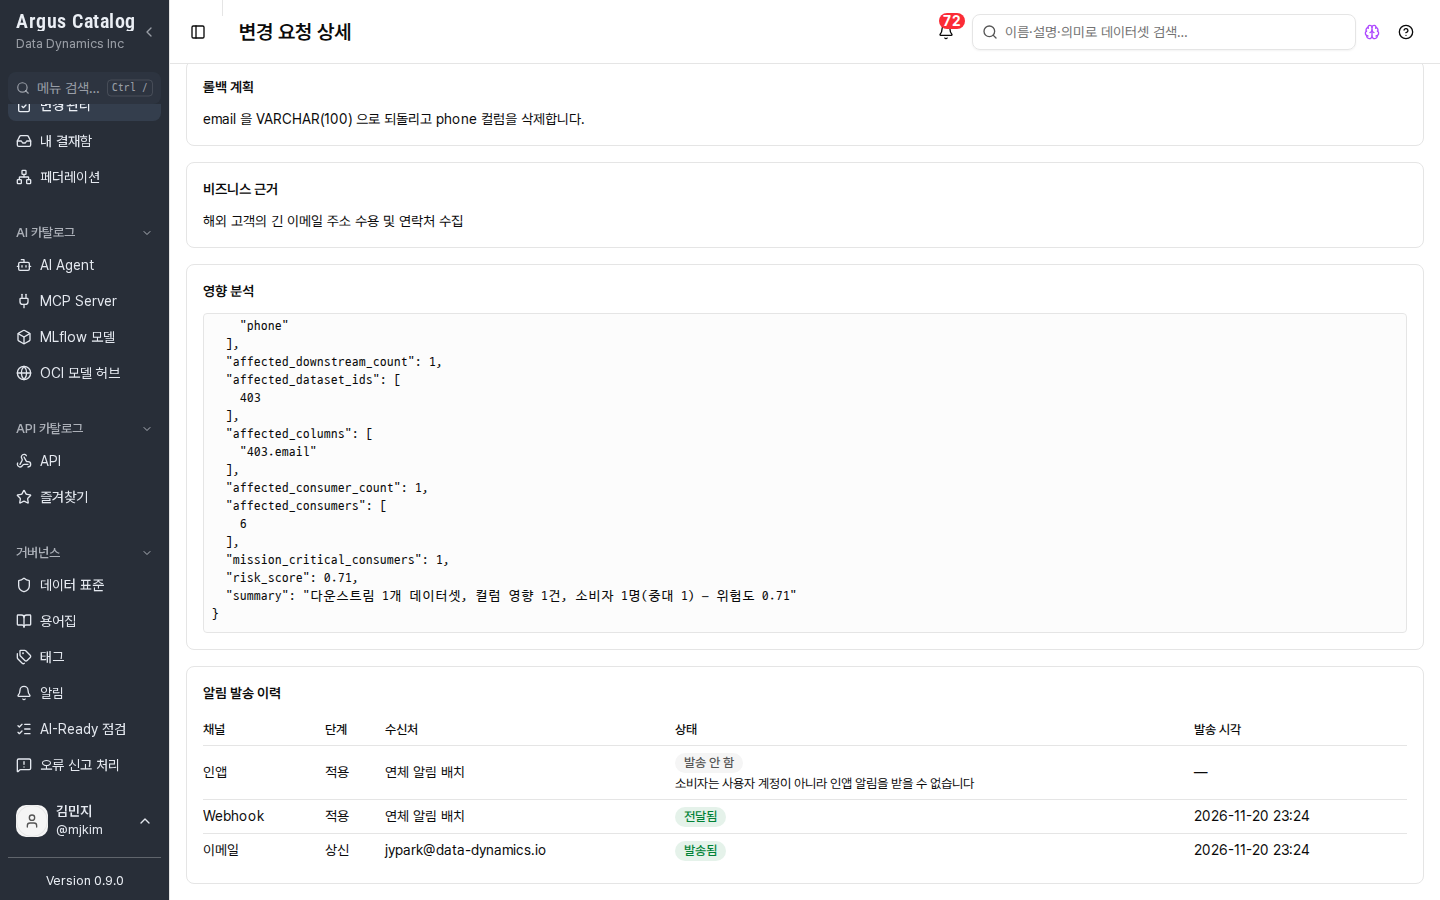 Argus Catalog
Data Dynamics Inc
메뉴 검색...
Ctrl /
변경 관리
내 결재함
페더레이션
AI 카탈로그
AI Agent
MCP Server
MLflow 모델
OCI 모델 허브
API 카탈로그
API
즐겨찾기
거버넌스
데이터 표준
용어집
태그
알림
AI-Ready 점검
오류 신고 처리
김민지
@mjkim
Version 0.9.0
변경 요청 상세
72
이름·설명·의미로 데이터셋 검색...
롤백 계획
email 을 VARCHAR(100) 으로 되돌리고 phone 컬럼을 삭제합니다.
비즈니스 근거
해외 고객의 긴 이메일 주소 수용 및 연락처 수집
영향 분석
"phone"
],
"affected_downstream_count": 1,
"affected_dataset_ids": [
403
],
"affected_columns": [
"403.email"
],
"affected_consumer_count": 1,
"affected_consumers": [
6
],
"mission_critical_consumers": 1,
"risk_score": 0.71,
"summary": "다운스트림 1개 데이터셋, 컬럼 영향 1건, 소비자 1명(중대 1) — 위험도 0.71"
}
알림 발송 이력
채널 단계 수신처 상태 발송 시각
인앱 적용 연체 알림 배치 발송 안 함 —
소비자는 사용자 계정이 아니라 인앱 알림을 받을 수 없습니다
Webhook 적용 연체 알림 배치 전달됨 2026-11-20 23:24
이메일 상신 jypark@data-dynamics.io 발송됨 2026-11-20 23:24